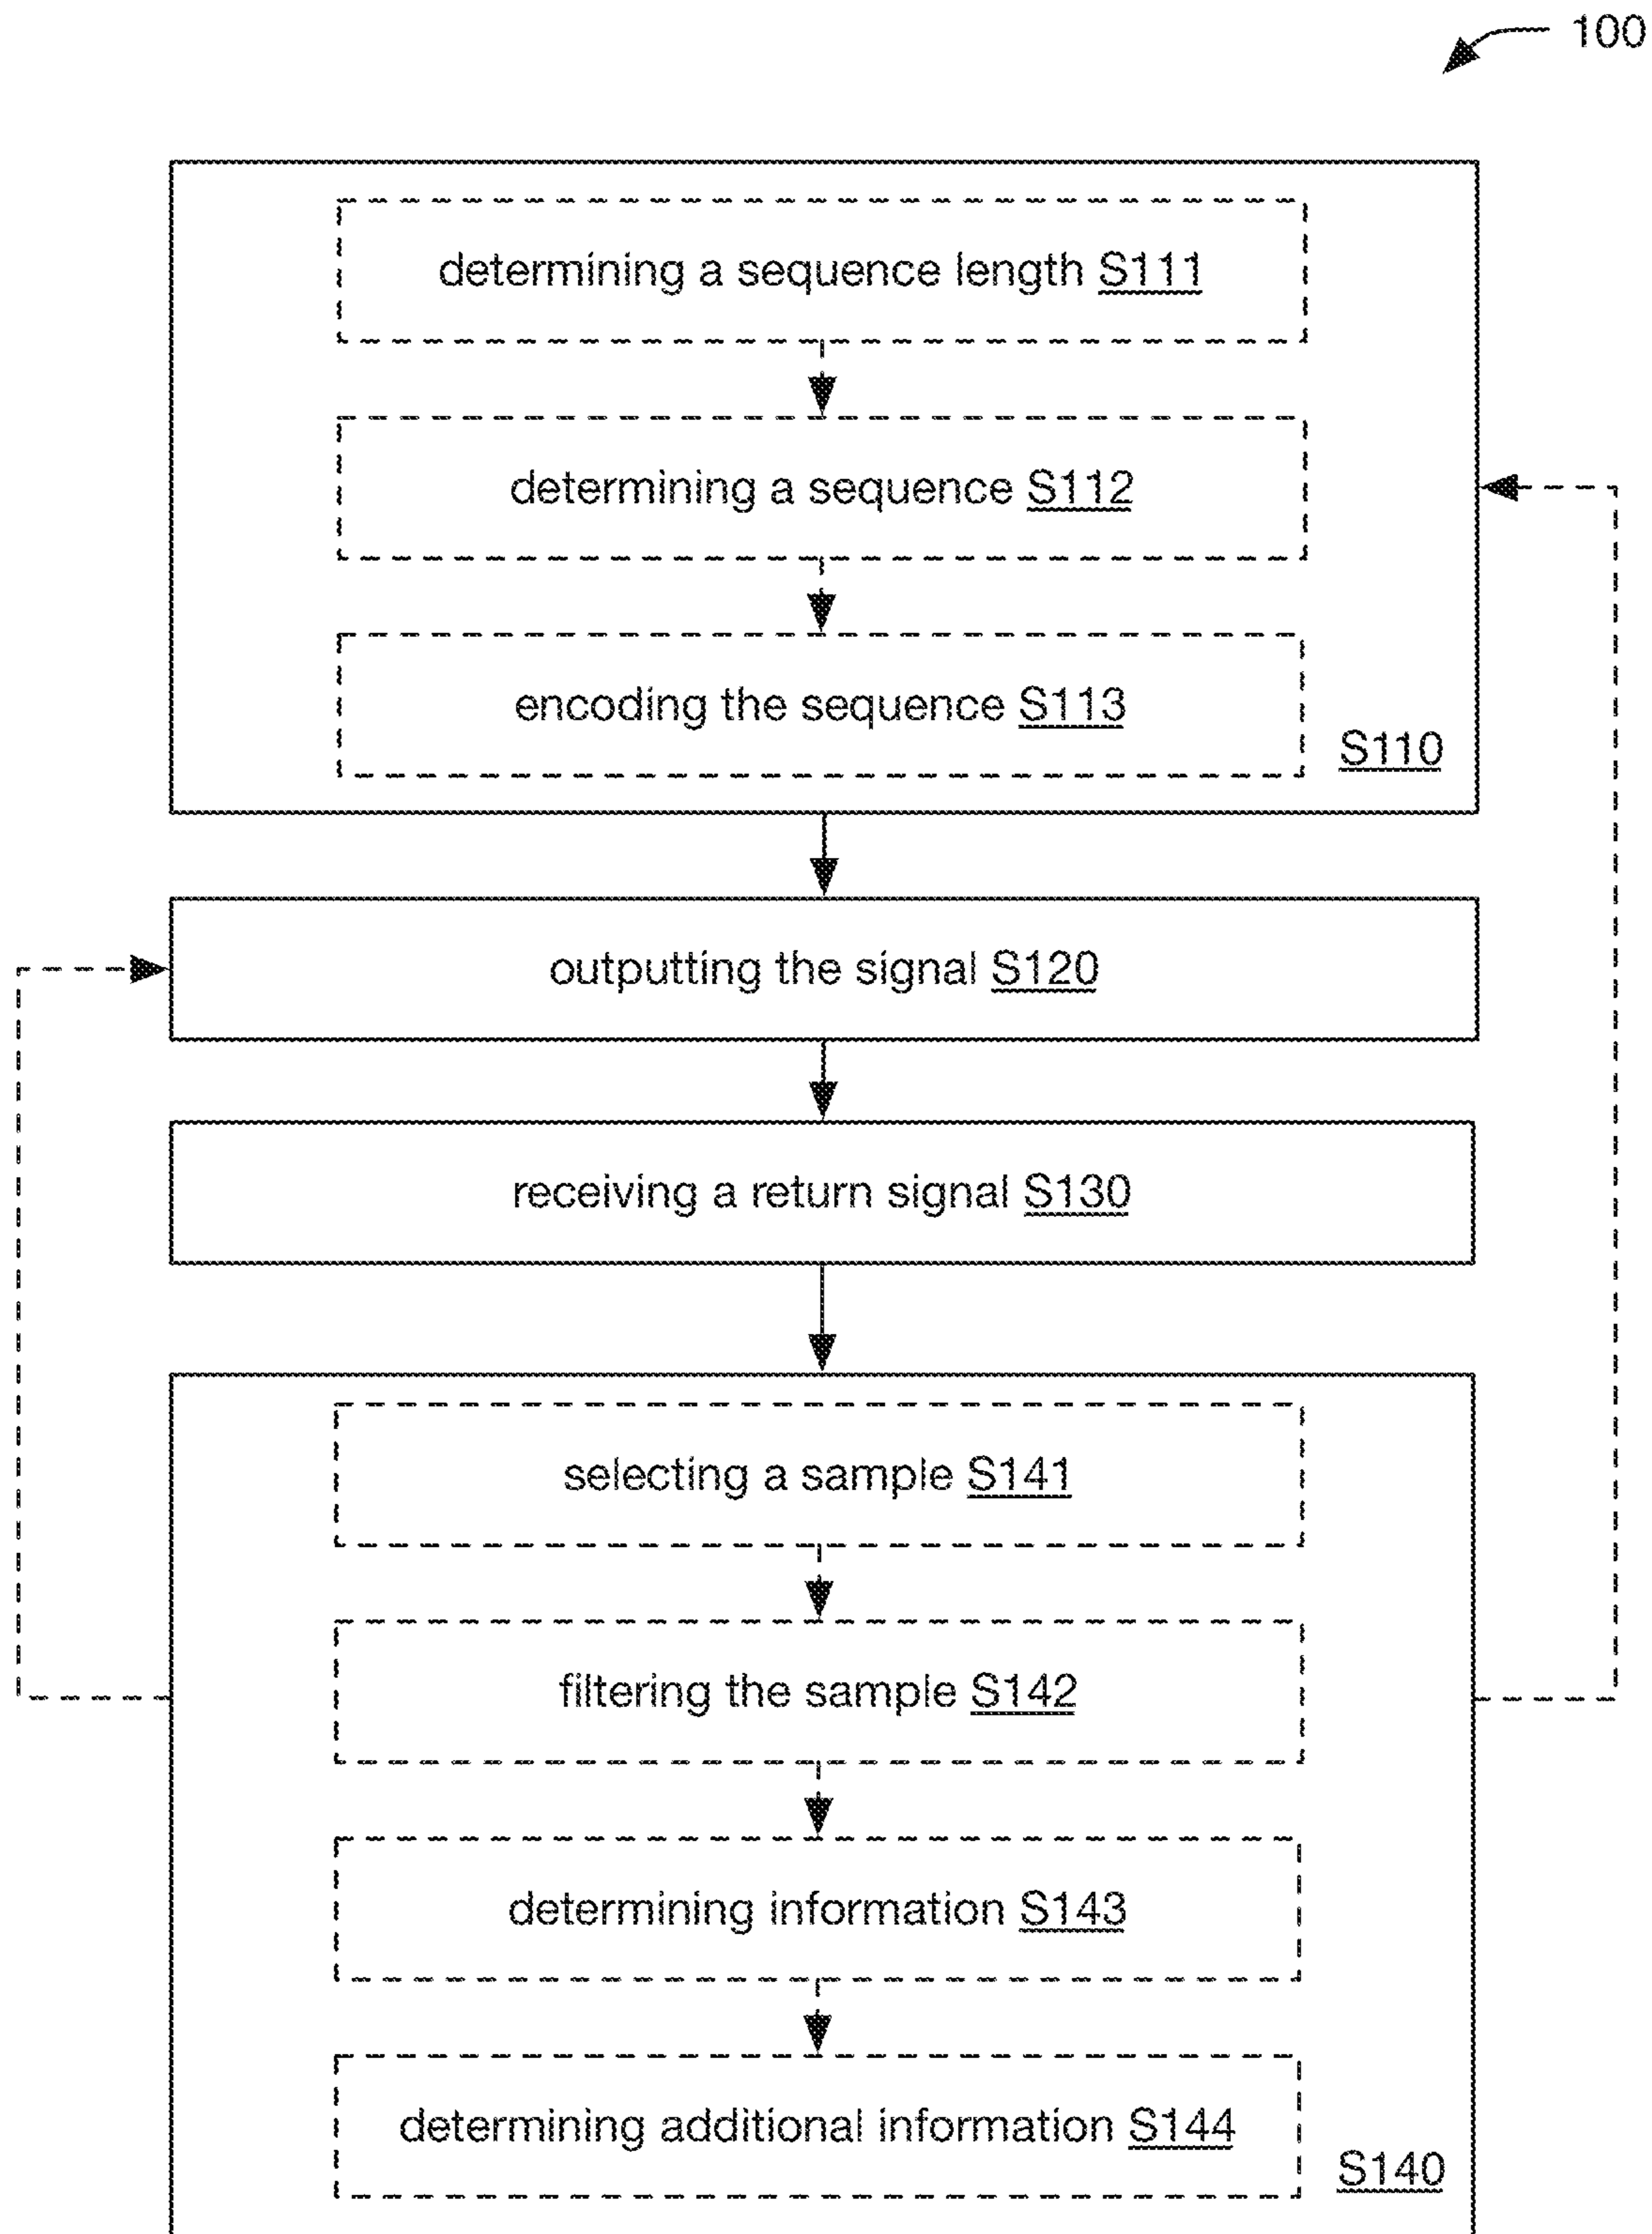 100
determining a sequence length S111
determining a sequence S112
encoding the sequence S113
S110
outputting the signal S120
receiving a return signal S130
selecting a sample S141
filtering the sample S142
determining information S143
determining additional information S144
S140